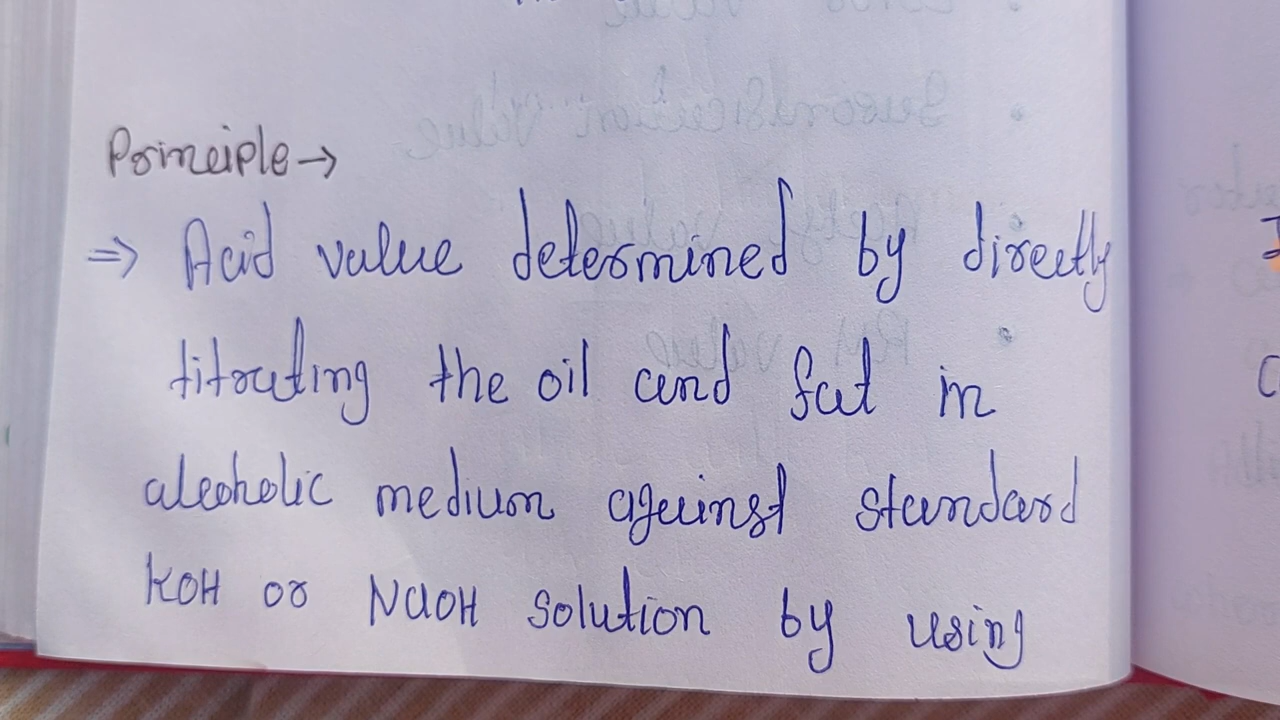 Principle →
⇒ Acid value determined by directly
titrating the oil and fat in
alcoholic medium against standard
KOH or NaOH solution by using